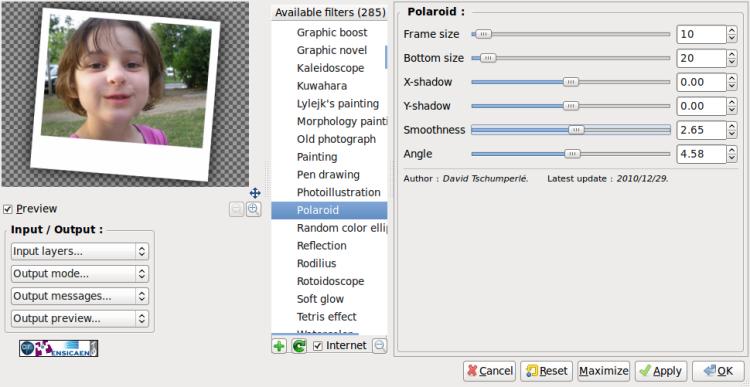 Available filters (285)
Graphic boost
Graphic novel
Kaleidoscope
Kuwahara
Lylejk's painting
Morphology painti
Old photograph
Painting
Pen drawing
Photoillustration
Polaroid
Random color elli
Reflection
Rodilius
Rotoidoscope
Soft glow
Tetris effect
Watercolor
Internet
Preview
Input / Output :
Input layers...
Output mode...
Output messages...
Output preview...
ENSICAEN
Polaroid :
Frame size 10
Bottom size 20
X-shadow 0.00
Y-shadow 0.00
Smoothness 2.65
Angle 4.58
Author : David Tschumperlé. Latest update : 2010/12/29.
Cancel
Reset
Maximize
Apply
OK